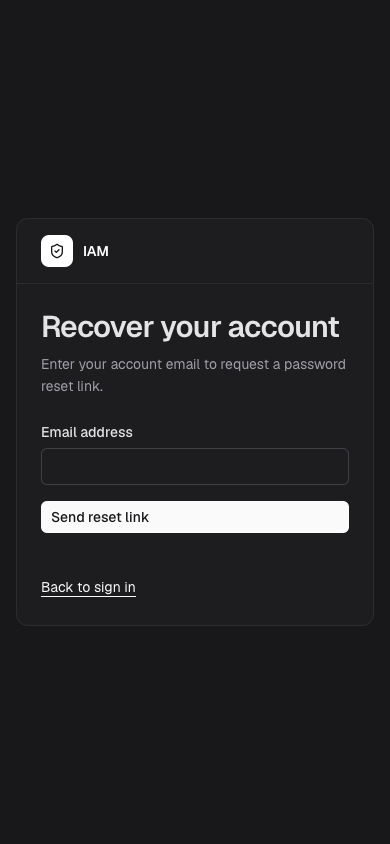 IAM
Recover your account
Enter your account email to request a password
reset link.
Email address
Send reset link
Back to sign in